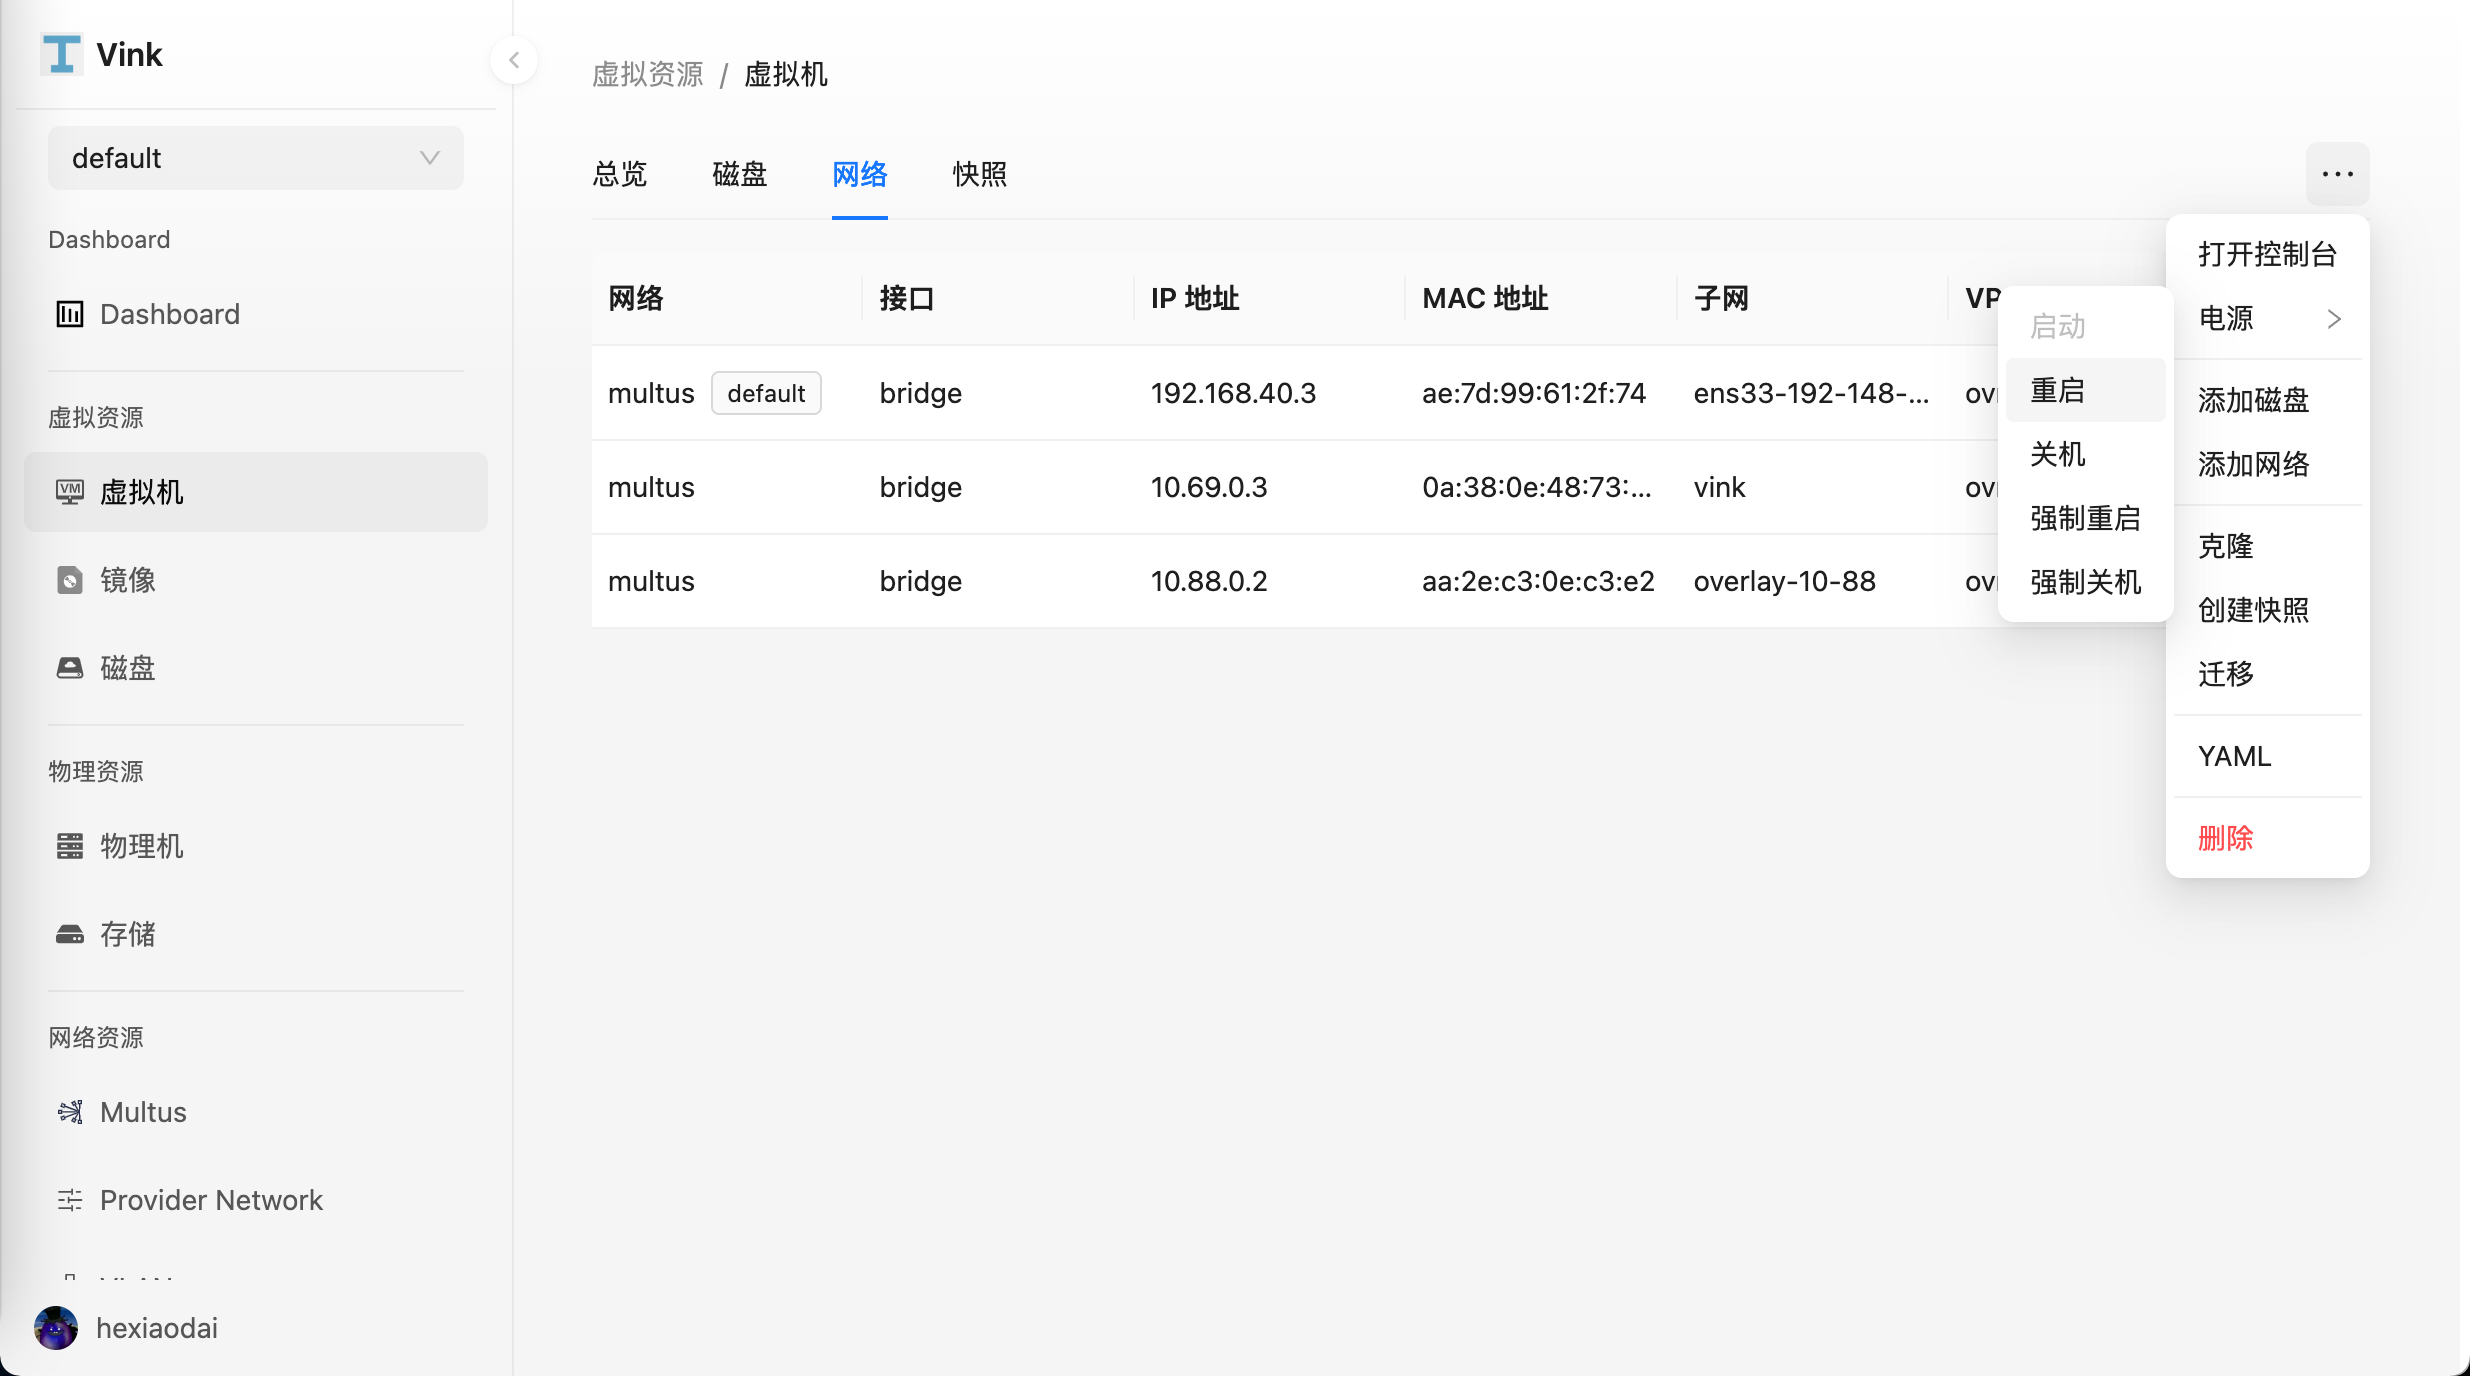 Vink
default
Dashboard
Dashboard
虚拟资源
虚拟机
镜像
磁盘
物理资源
物理机
存储
网络资源
Multus
Provider Network
hexiaodai
虚拟资源 / 虚拟机
总览 磁盘 网络 快照
网络 接口 IP 地址 MAC 地址 子网
multus default bridge 192.168.40.3 ae:7d:99:61:2f:74 ens33-192-148-...
multus bridge 10.69.0.3 0a:38:0e:48:73:... vink
multus bridge 10.88.0.2 aa:2e:c3:0e:c3:e2 overlay-10-88
启动
重启
关机
强制重启
强制关机
打开控制台
电源
添加磁盘
添加网络
克隆
创建快照
迁移
YAML
删除